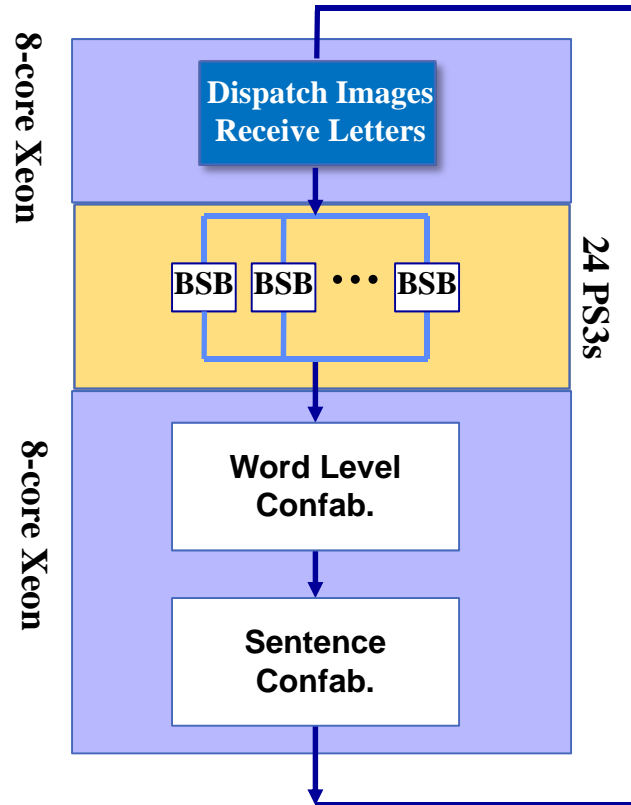 8-core Xeon
Dispatch Images
Receive Letters
24 PS3s
BSB BSB ••• BSB
8-core Xeon
Word Level
Confab.
Sentence
Confab.